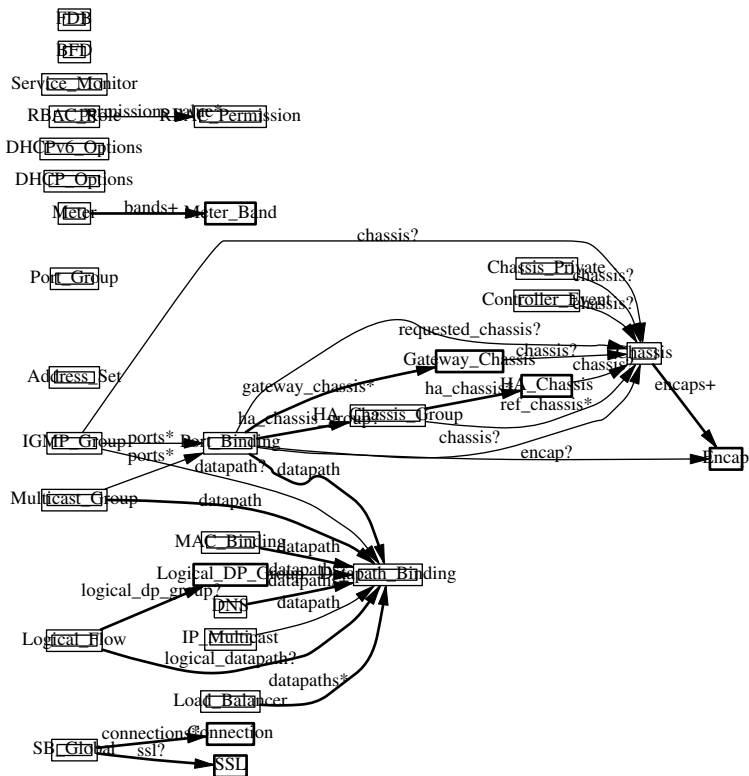 FDB
BFD
Service_Monitor
RBAC_Role
permissions value*
RBAC_Permission
DHCPv6_Options
DHCP_Options
Meter
bands+
Meter_Band
chassis?
Port_Group
Chassis_Private
chassis?
Controller_Event
chassis?
requested_chassis?
Gateway_Chassis
chassis?
Chassis
Address_Set
gateway_chassis*
ha_chassis*
HA_Chassis
chassis?
encaps+
ref_chassis*
HA_Chassis_Group
ha_chassis_group?
IGMP_Group
ports*
Port_Binding
chassis?
encap?
Encap
ports*
datapath?
datapath
Multicast_Group
datapath
MAC_Binding
datapath
Logical_DP_Group
datapaths*
Datapath_Binding
logical_dp_group?
datapaths*
DNS
datapath
Logical_Flow
IP_Multicast
logical_datapath?
datapaths*
Load_Balancer
connections*
Connection
SB_Global
ssl?
SSL